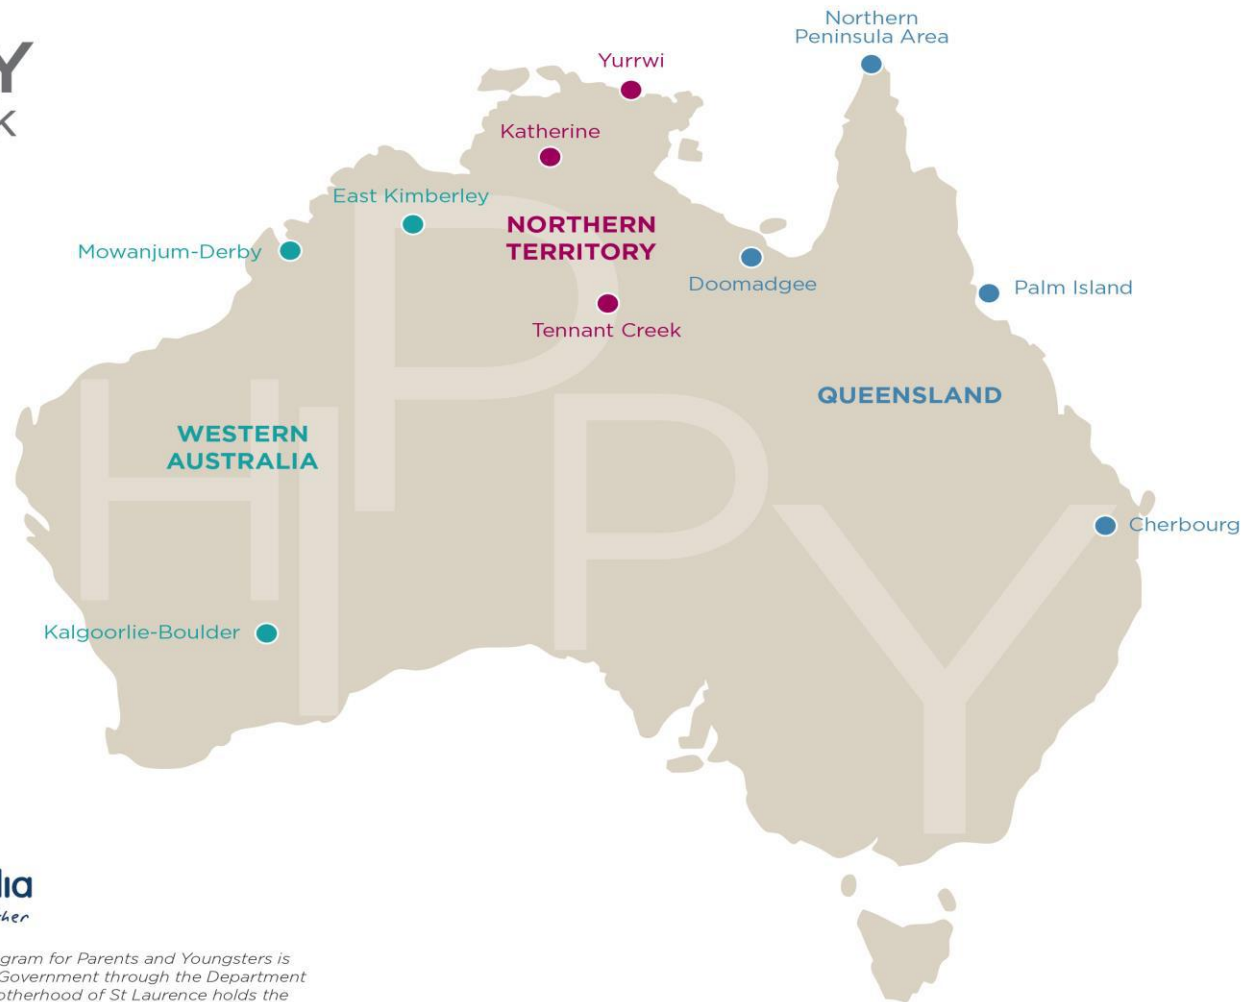 Northern
Peninsula Area
Y
K
Yurrwi
Katherine
East Kimberley
NORTHERN
TERRITORY
Mowanjum-Derby
Doomadgee
Palm Island
Tennant Creek
QUEENSLAND
WESTERN
AUSTRALIA
HIPPY
Cherbourg
Kalgoorlie-Boulder
gram for Parents and Youngsters is
Government through the Department
otherhood of St Laurence holds the